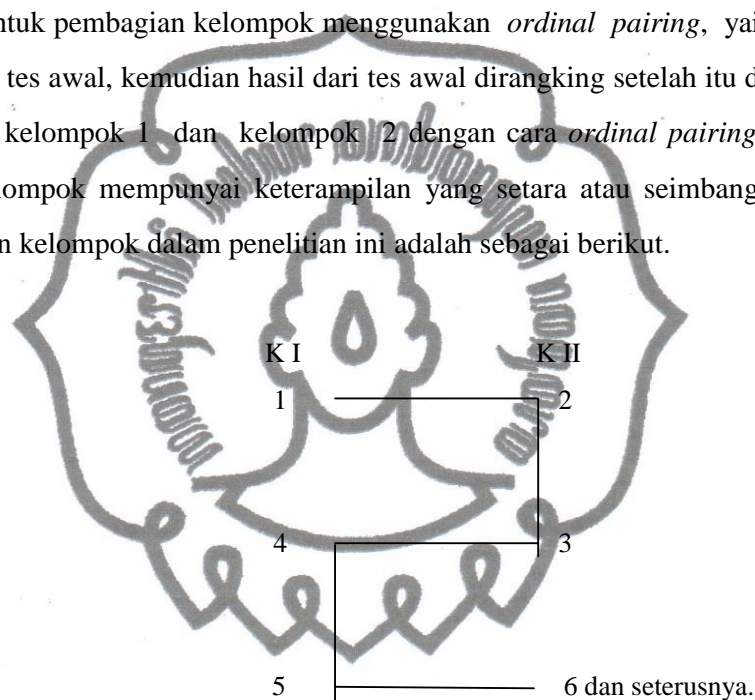 ntuk pembagian kelompok menggunakan ordinal pairing, yai
tes awal, kemudian hasil dari tes awal dirangking setelah itu d
kelompok 1 dan kelompok 2 dengan cara ordinal pairing
lompok mempunyai keterampilan yang setara atau seimbang
n kelompok dalam penelitian ini adalah sebagai berikut.
K I K II
1 2
4 3
5 6 dan seterusnya.